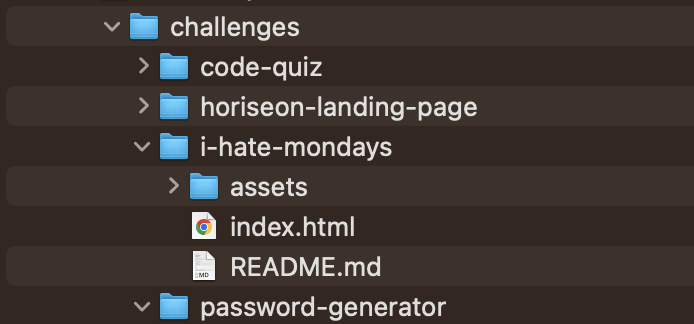 challenges
code-quiz
horiseon-landing-page
i-hate-mondays
assets
index.html
README.md
password-generator